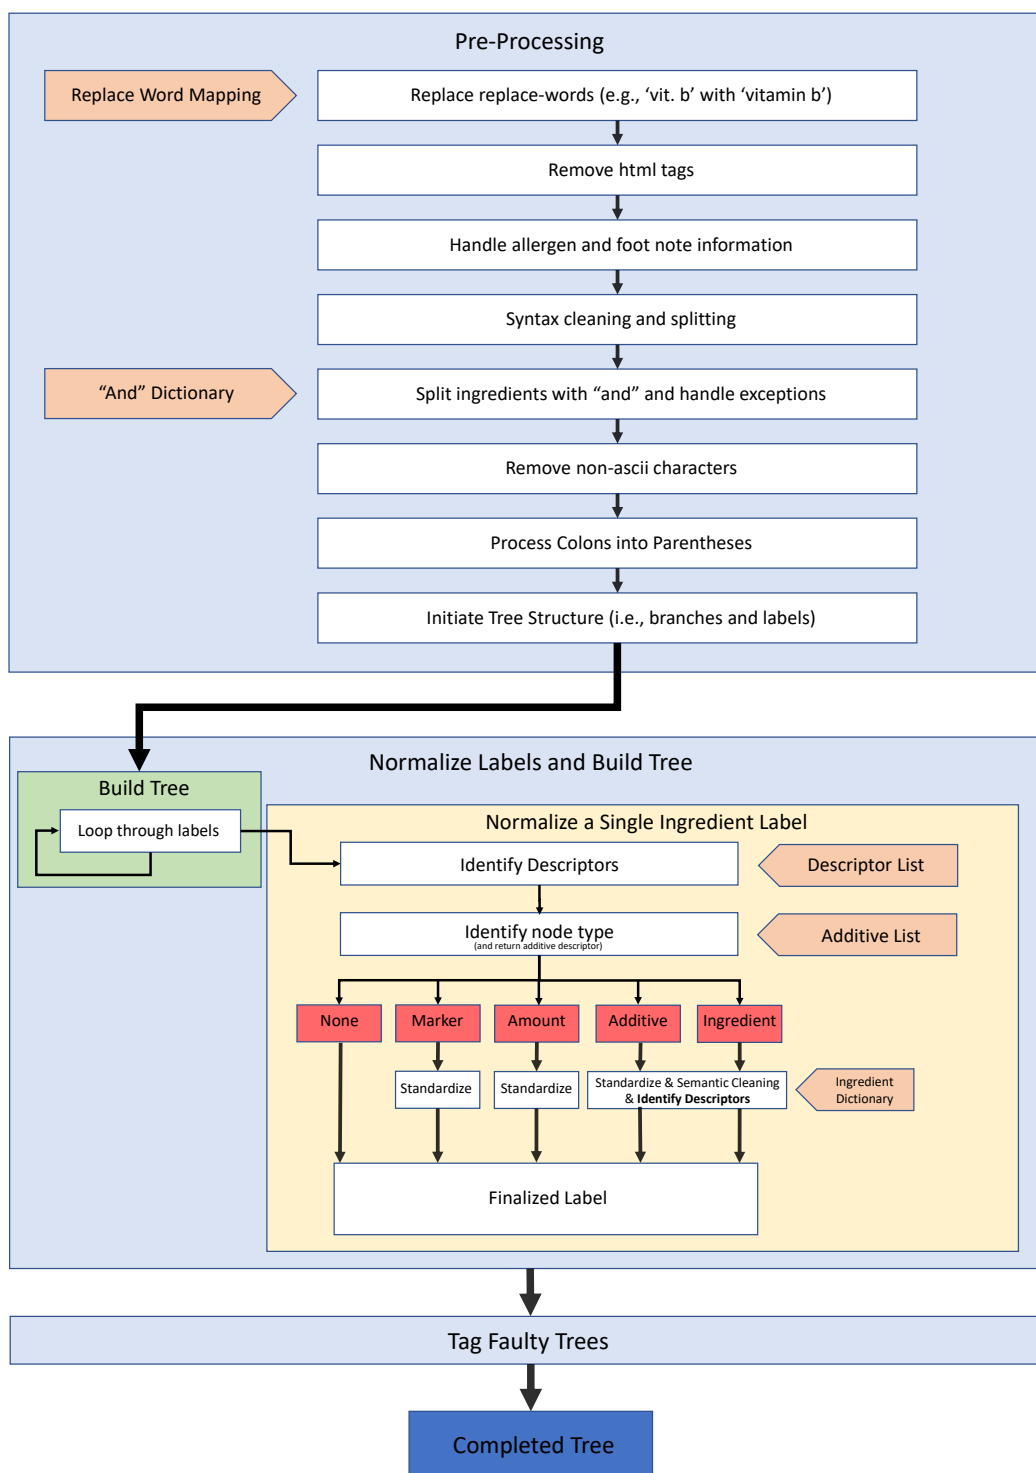 Pre-Processing
Replace Word Mapping
Replace replace-words (e.g., ‘vit. b’ with ‘vitamin b’)
Remove html tags
Handle allergen and foot note information
Syntax cleaning and splitting
“And” Dictionary
Split ingredients with “and” and handle exceptions
Remove non-ascii characters
Process Colons into Parentheses
Initiate Tree Structure (i.e., branches and labels)
Normalize Labels and Build Tree
Build Tree
Loop through labels
Normalize a Single Ingredient Label
Identify Descriptors
Descriptor List
Identify node type
(and return additive descriptor)
Additive List
None
Marker
Amount
Additive
Ingredient
Standardize
Standardize
Standardize & Semantic Cleaning
& Identify Descriptors
Ingredient
Dictionary
Finalized Label
Tag Faulty Trees
Completed Tree